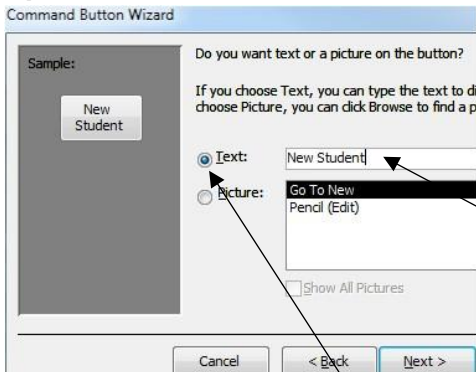 Command Button Wizard
Sample:
Do you want text or a picture on the button?
If you choose Text, you can type the text to
choose Picture, you can click Browse to find a
New
Student
Text:
New Student
Picture:
Go To New
Pencil (Edit)
Show All Pictures
Cancel
< Back
Next >